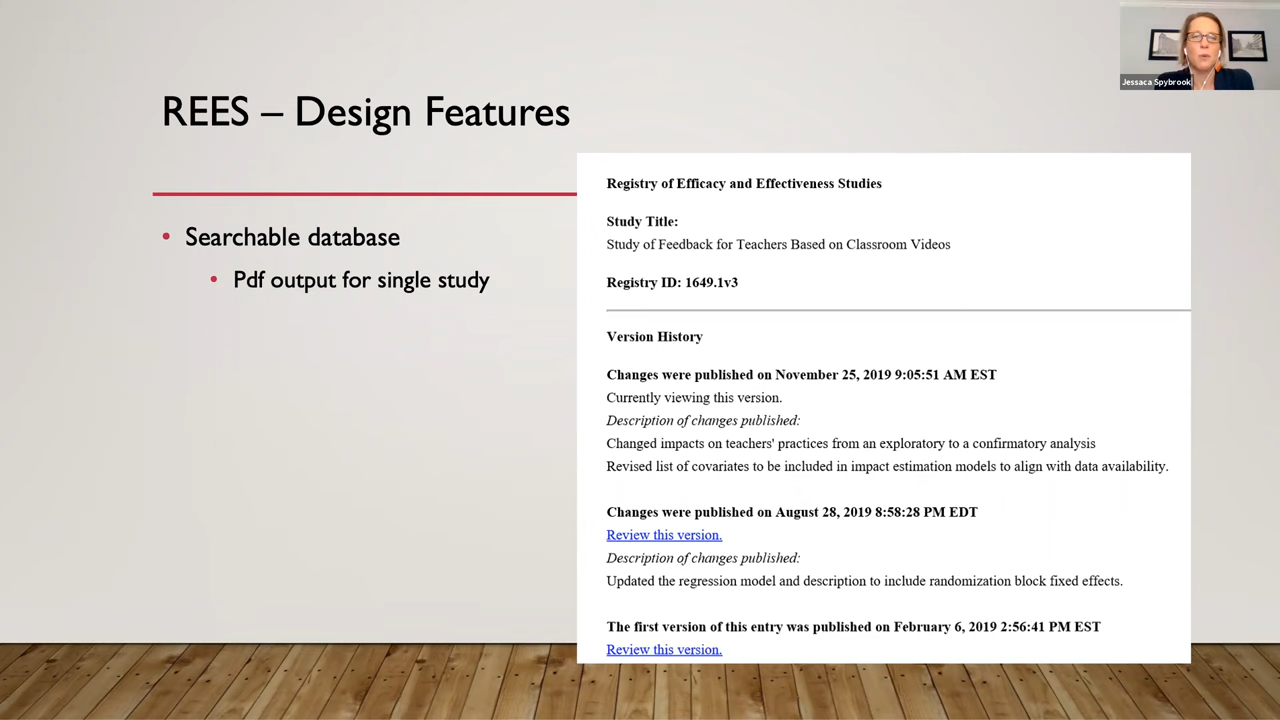 Jessaca Spybrook
REES – Design Features
• Searchable database
• Pdf output for single study
Registry of Efficacy and Effectiveness Studies
Study Title:
Study of Feedback for Teachers Based on Classroom Videos
Registry ID: 1649.1v3
Version History
Changes were published on November 25, 2019 9:05:51 AM EST
Currently viewing this version.
Description of changes published:
Changed impacts on teachers' practices from an exploratory to a confirmatory analysis
Revised list of covariates to be included in impact estimation models to align with data availability.
Changes were published on August 28, 2019 8:58:28 PM EDT
Review this version.
Description of changes published:
Updated the regression model and description to include randomization block fixed effects.
The first version of this entry was published on February 6, 2019 2:56:41 PM EST
Review this version.